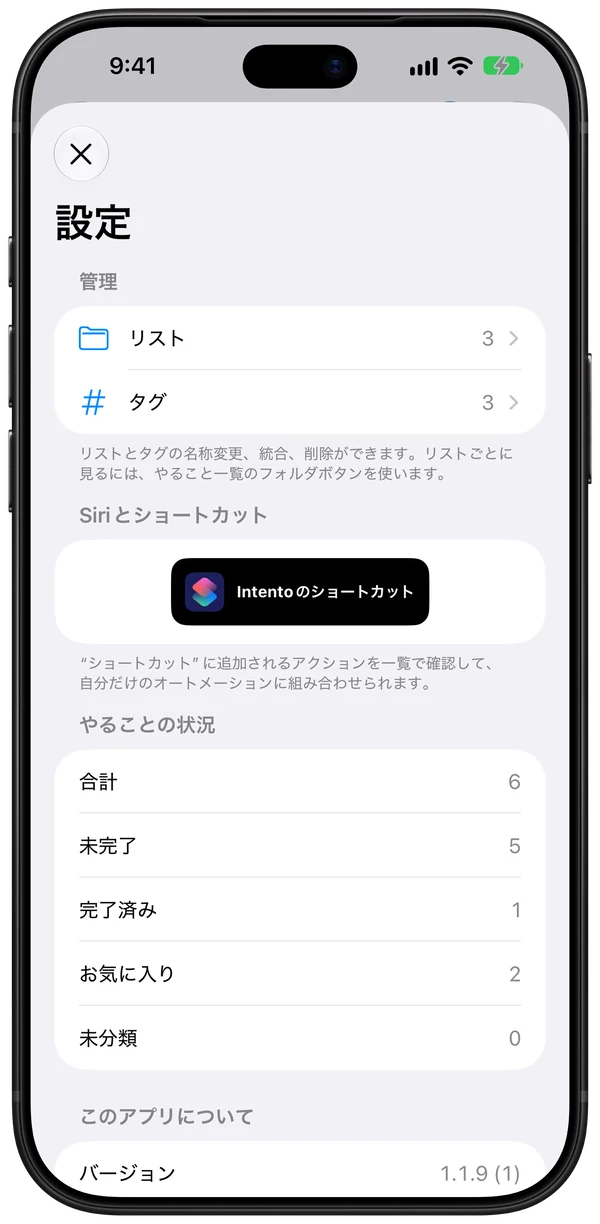 9:41
設定
管理
リスト 3
# タグ 3
リストとタグの名称変更、統合、削除ができます。リストごとに
見るには、やること一覧のフォルダボタンを使います。
Siriとショートカット
Intentoのショートカット
“ショートカット”に追加されるアクションを一覧で確認して、
自分だけのオートメーションに組み合わせられます。
やることの状況
合計 6
未完了 5
完了済み 1
お気に入り 2
未分類 0
このアプリについて
バージョン 1.1.9 (1)